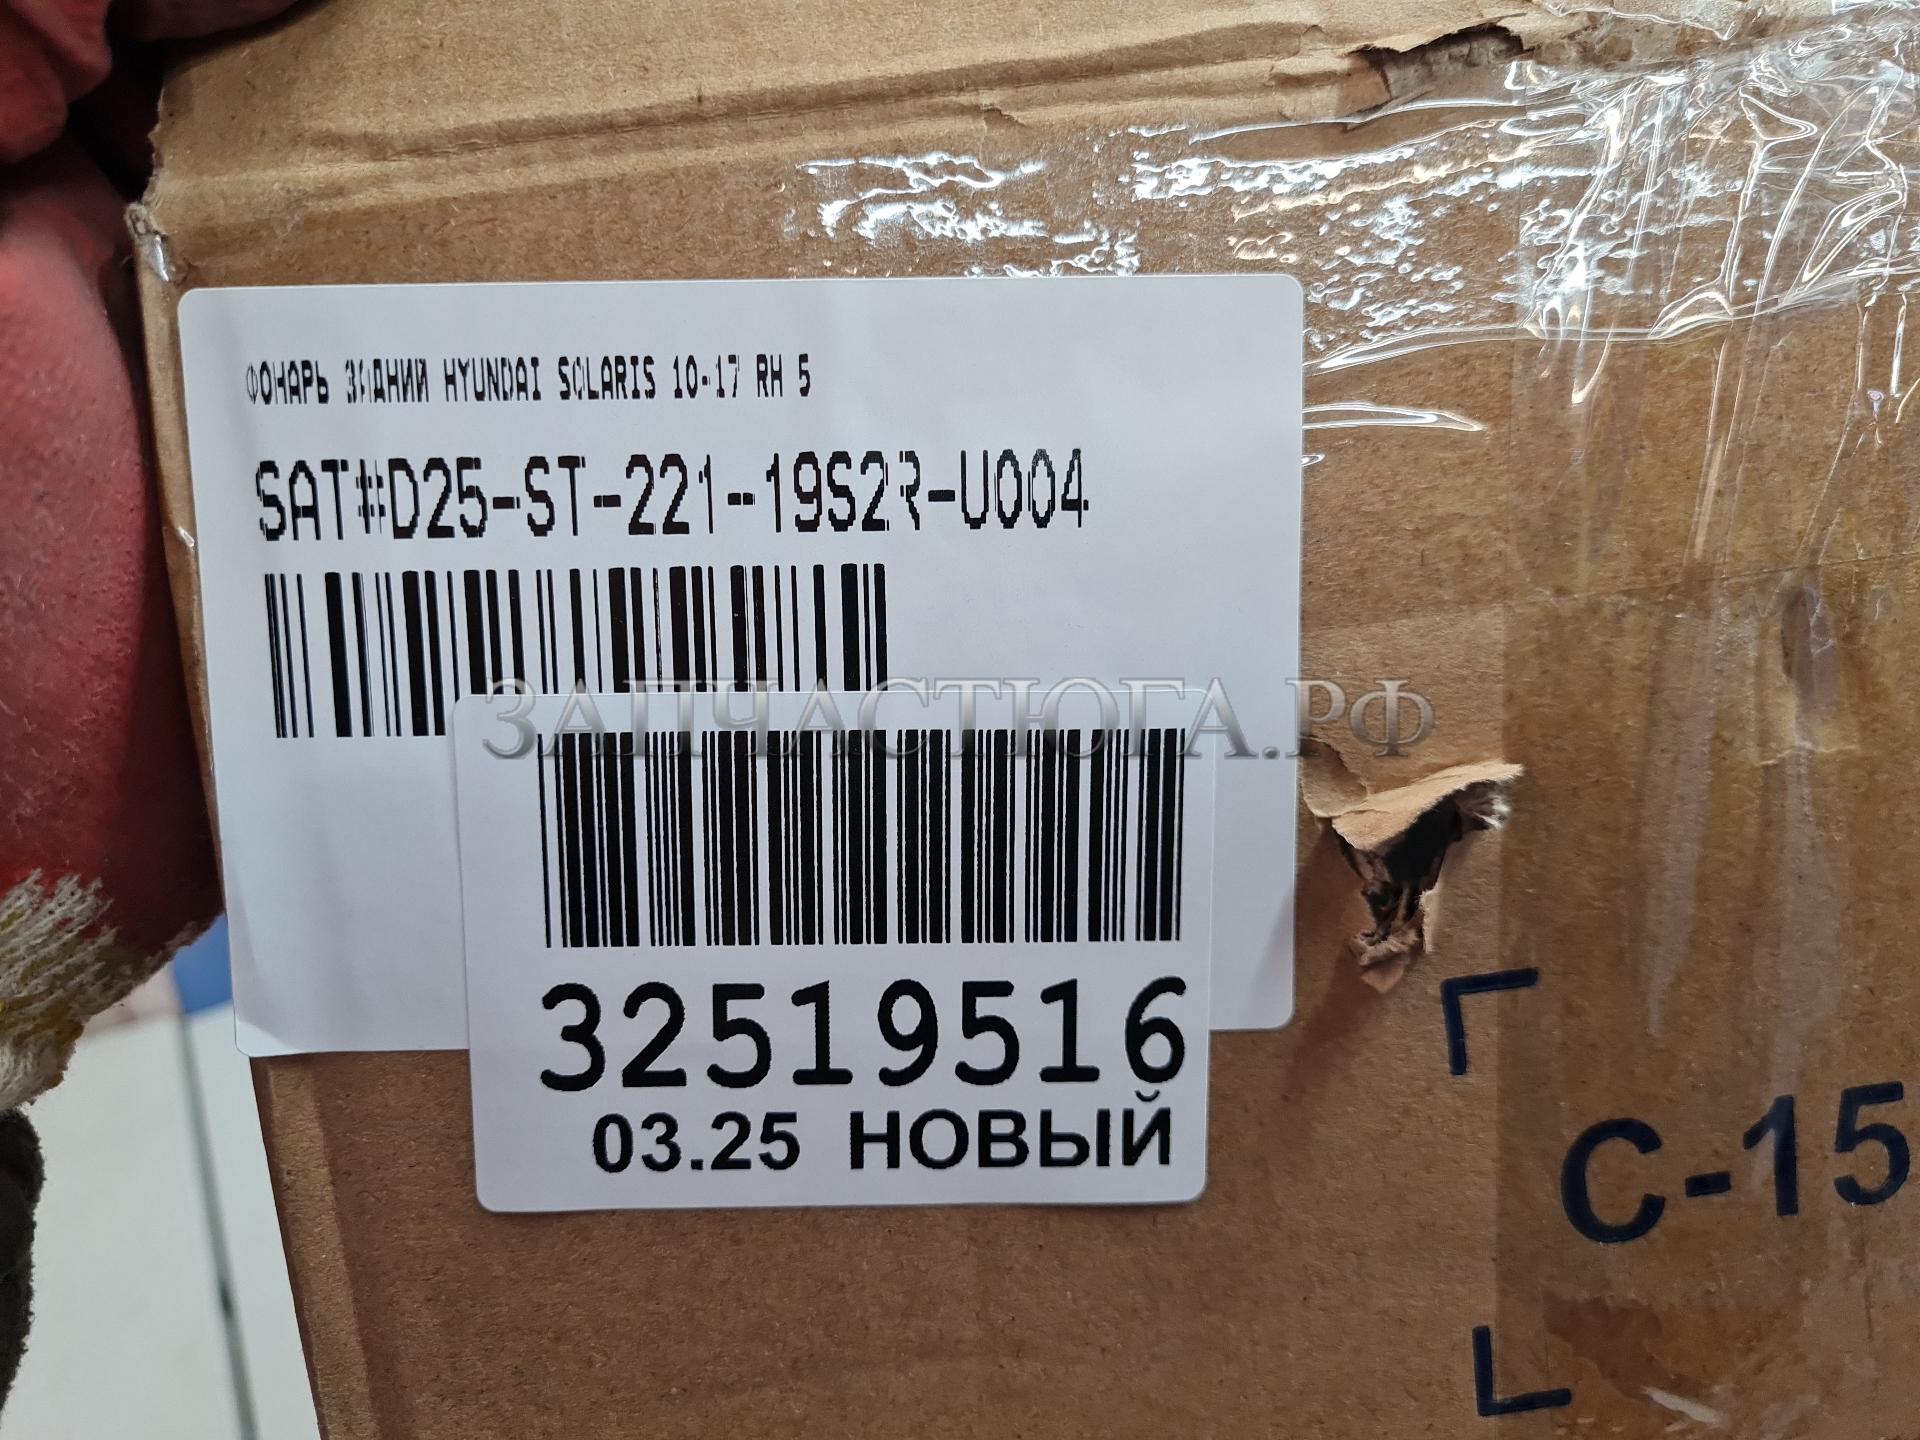 ФОНАРЬ ЗАДНИЙ HYUNDAI SOLARIS 10-17 RH 5
SAT#D25-ST-221-19S2R-U004
ЗАПЧАСТЮГА.РФ
32519516
03.25 НОВЫЙ
C-15